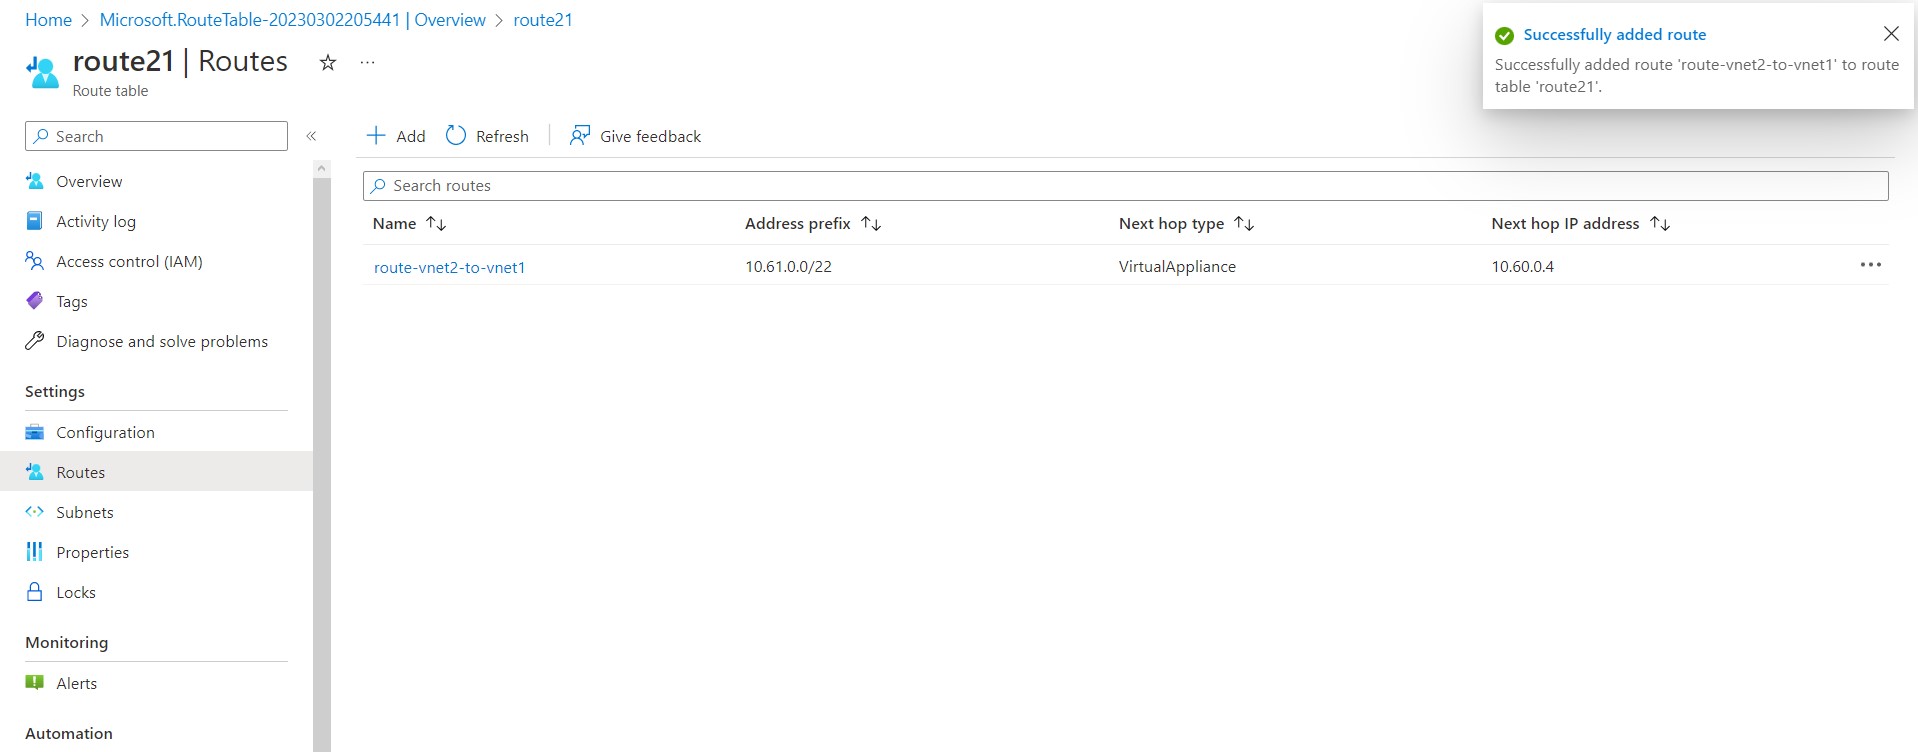 Home > Microsoft.RouteTable-20230302205441 | Overview > route21
route21 | Routes
Route table
Successfully added route
Successfully added route 'route-vnet2-to-vnet1' to route
table 'route21'.
Search
Overview
Activity log
Access control (IAM)
Tags
Diagnose and solve problems
Settings
Configuration
Routes
Subnets
Properties
Locks
Monitoring
Alerts
Automation
Add Refresh Give feedback
Search routes
Name Address prefix Next hop type Next hop IP address
route-vnet2-to-vnet1 10.61.0.0/22 VirtualAppliance 10.60.0.4